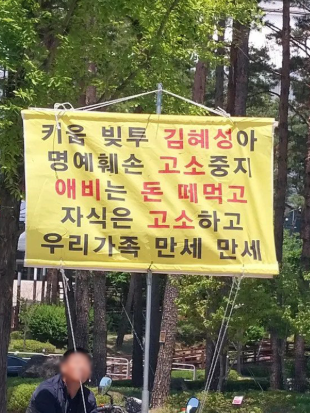 키움 빚투 김혜성아
명예훼손 고소중지
애비는 돈 떼먹고
자식은 고소하고
우리가족 만세 만세